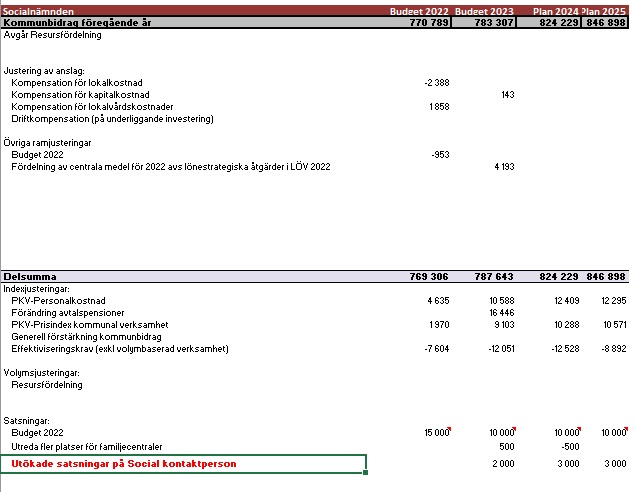 Socialnämnden Budget 2022 Budget 2023 Plan 2024 Plan 2025
Kommunbidrag föregående år 770 789 783 307 824 229 846 898
Avgår Resursfördelning
Justering av anslag:
Kompensation för lokalkostnad -2 388
Kompensation för kapitalkostnad 143
Kompensation för lokalvårdskostnader 1 858
Driftkompensation (på underliggande investering)
Övriga ramjusteringar
Budget 2022 -953
Fördelning av centrala medel för 2022 avs lönestrategiska åtgärder i LÖV 2022 4 193
Delsumma 769 306 787 643 824 229 846 898
Indexjusteringar:
PKV-Personalkostnad 4 635 10 588 12 409 12 295
Förändring avtalspensioner 16 446
PKV-Prisindex kommunal verksamhet 1 970 9 103 10 288 10 571
Generell förstärkning kommunbidrag
Effektiviseringskrav (exkl volymbaserad verksamhet) -7 604 -12 051 -12 528 -8 892
Volymsjusteringar:
Resursfördelning
Satsningar:
Budget 2022 15 000 10 000 10 000 10 000
Utreda fler platser för familjecentraler 500 -500
Utökade satsningar på Social kontaktperson 2 000 3 000 3 000